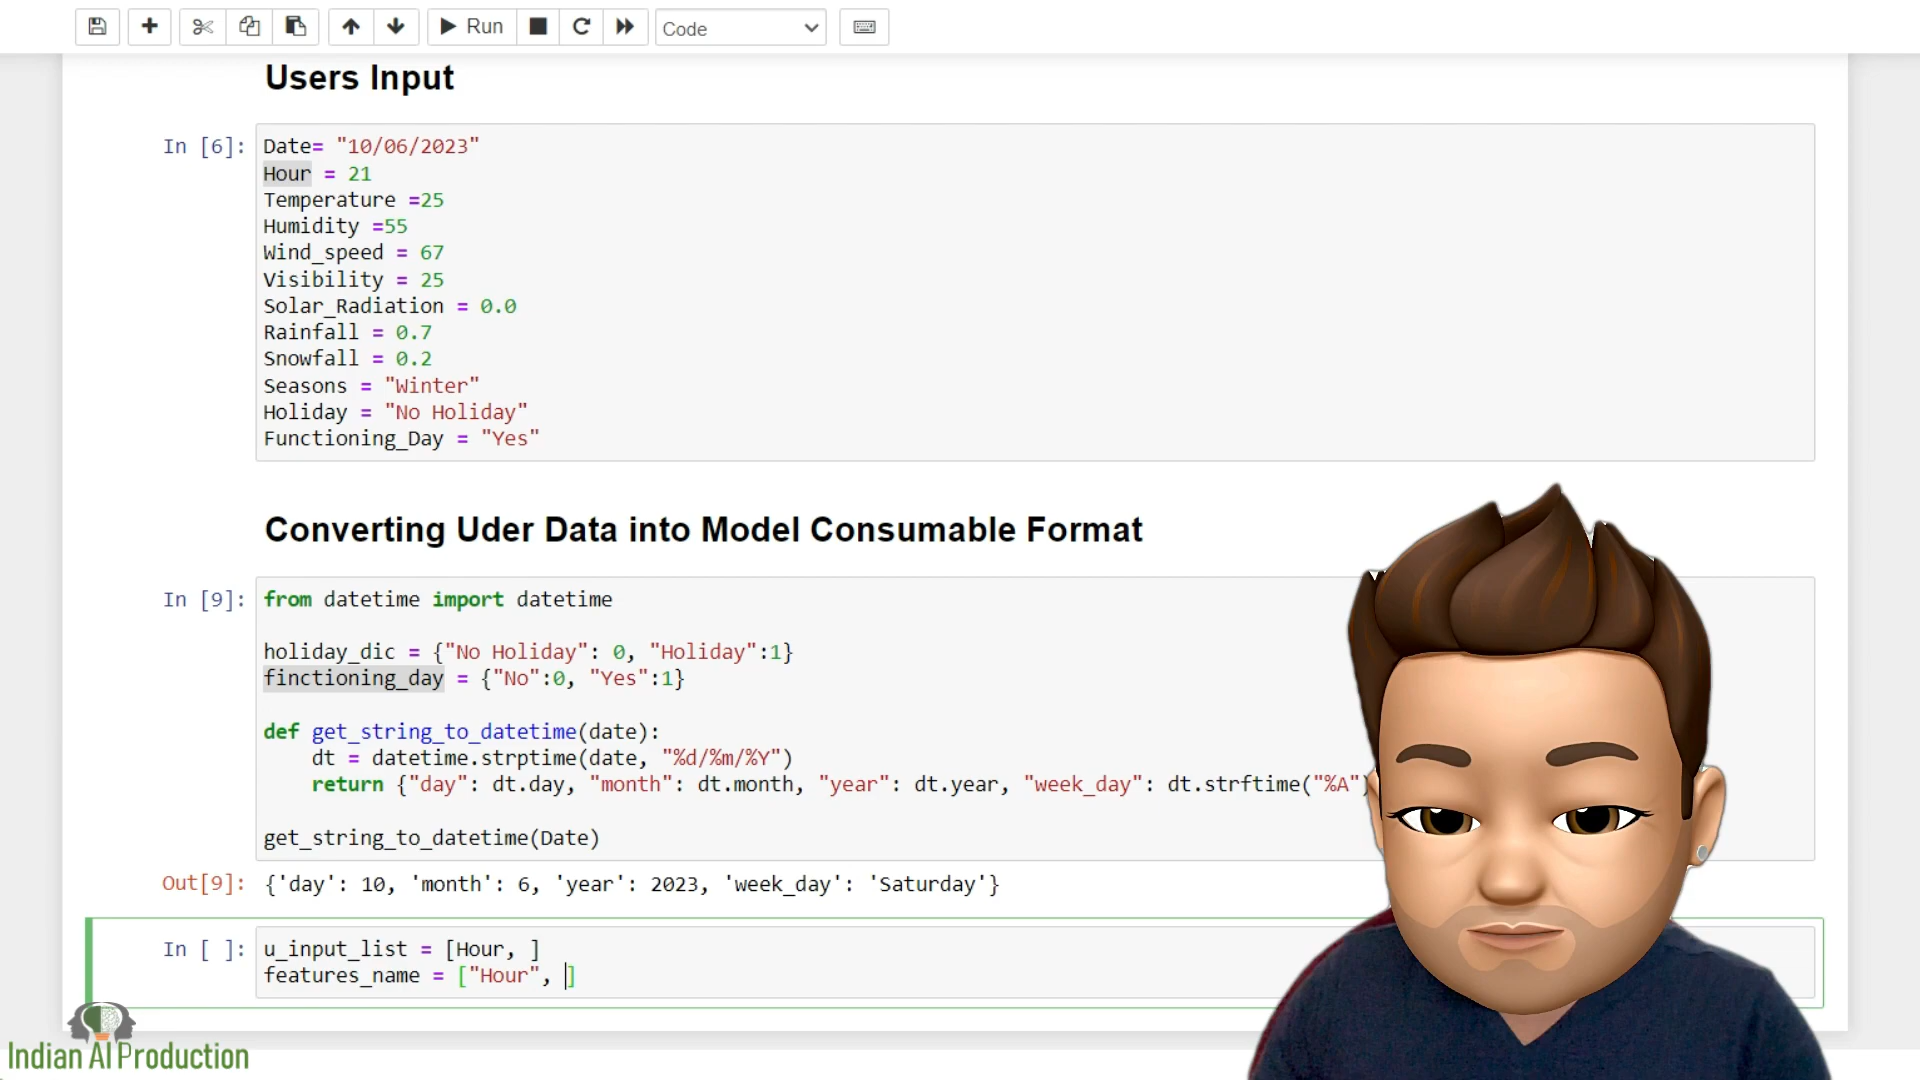 Run
Code
Users Input
In [6]:
Date= "10/06/2023"
Hour = 21
Temperature =25
Humidity =55
Wind_speed = 67
Visibility = 25
Solar_Radiation = 0.0
Rainfall = 0.7
Snowfall = 0.2
Seasons = "Winter"
Holiday = "No Holiday"
Functioning_Day = "Yes"
Converting Uder Data into Model Consumable Format
In [9]:
from datetime import datetime
holiday_dic = {"No Holiday": 0, "Holiday":1}
finctioning_day = {"No":0, "Yes":1}
def get_string_to_datetime(date):
dt = datetime.strptime(date, "%d/%m/%Y")
return {"day": dt.day, "month": dt.month, "year": dt.year, "week_day": dt.strftime("%A")
get_string_to_datetime(Date)
Out[9]: {'day': 10, 'month': 6, 'year': 2023, 'week_day': 'Saturday'}
In [ ]:
u_input_list = [Hour, ]
features_name = ["Hour", ]
Indian AI Production